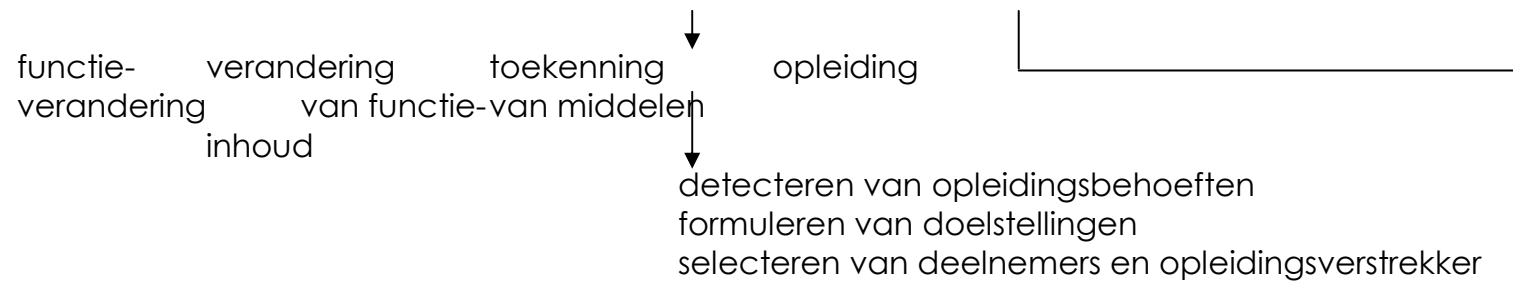 functie- verandering toekenning opleiding
verandering van functie- van middelen
inhoud
detecteren van opleidingsbehoeften
formuleren van doelstellingen
selecteren van deelnemers en opleidingsverstrekker